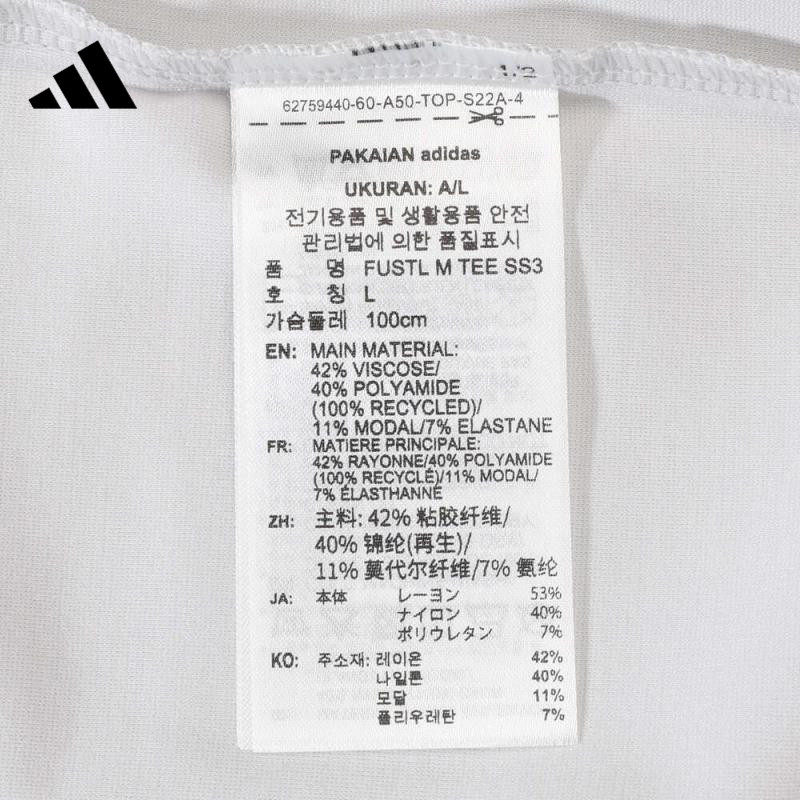 1/2
62759440-60-A50-TOP-S22A-4
PAKAIAN adidas
UKURAN: A/L
전기용품 및 생활용품 안전
관리법에 의한 품질표시
품 명 FUSTL M TEE SS3
호 칭 L
가슴둘레 100cm
EN: MAIN MATERIAL:
42% VISCOSE/
40% POLYAMIDE
(100% RECYCLED)/
11% MODAL/7% ELASTANE
FR: MATIERE PRINCIPALE:
42% RAYONNE/40% POLYAMIDE
(100% RECYCLÉ)/11% MODAL/
7% ÉLASTHANNE
ZH: 主料: 42% 粘胶纤维/
40% 锦纶(再生)/
11% 莫代尔纤维/7% 氨纶
JA: 本体 レーヨン 53%
ナイロン 40%
ポリウレタン 7%
KO: 주소재: 레이온 42%
나일론 40%
모달 11%
폴리우레탄 7%